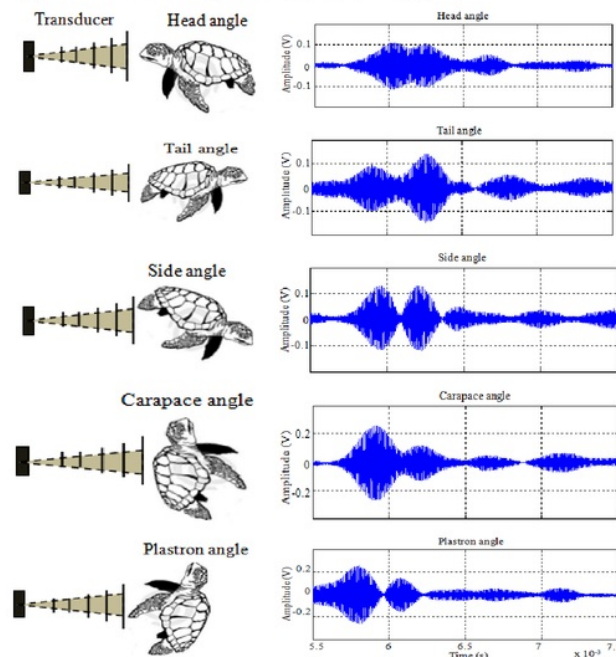 Transducer
Head angle
Head angle
Amplitude (V)
0.1
0
-0.1
Tail angle
Tail angle
Amplitude (V)
0.1
0
-0.1
Side angle
Side angle
Amplitude (V)
0.1
0
-0.1
Carapace angle
Carapace angle
Amplitude (V)
0.2
0
-0.2
Plastron angle
Plastron angle
Amplitude (V)
0.2
0
-0.2
5.5 6 6.5 7
Time (s)
x 10⁻³